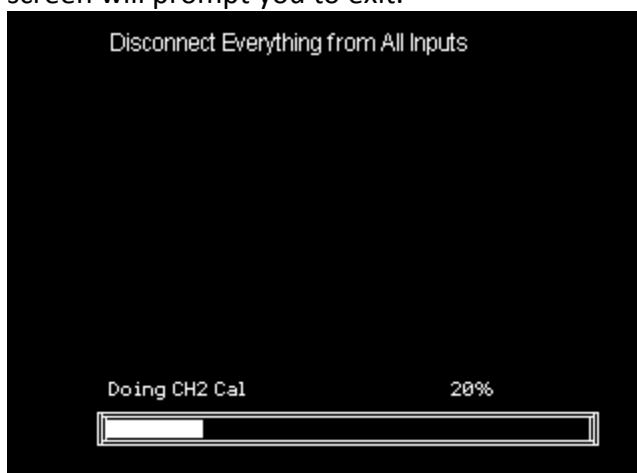 screen will prompt you to exit.
Disconnect Everything from All Inputs
Doing CH2 Cal 20%